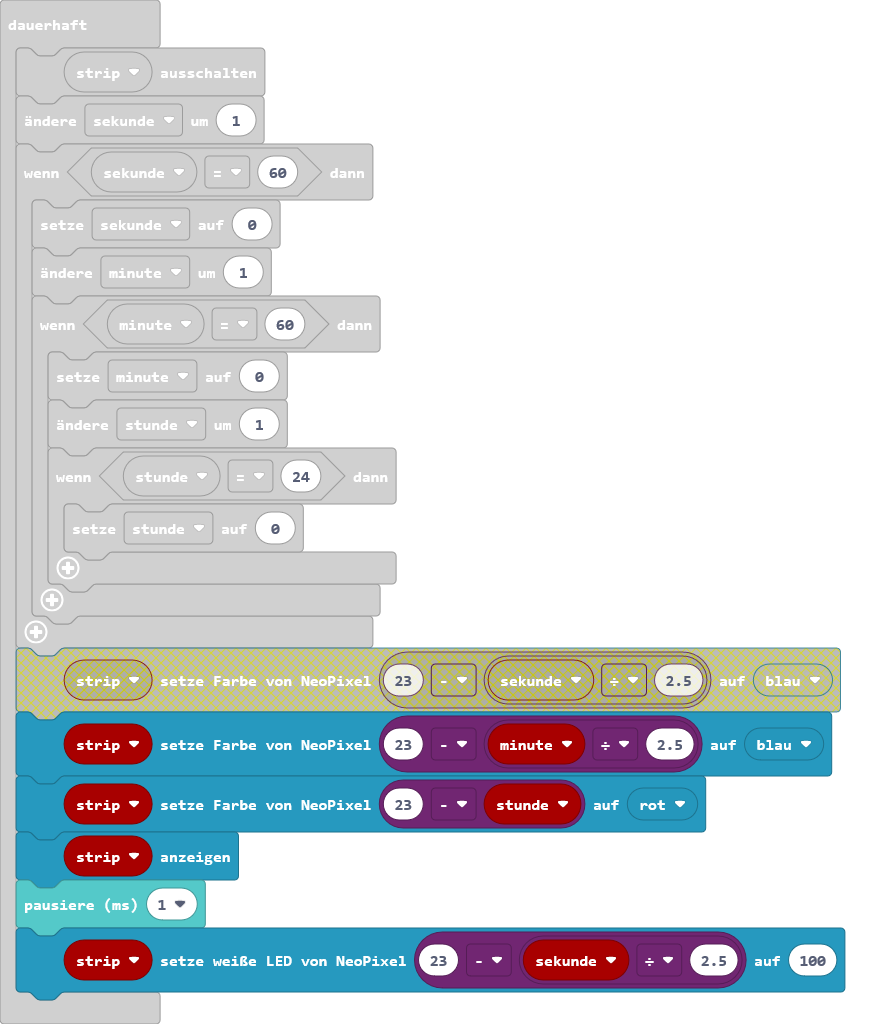 dauerhaft
strip ausschalten
ändere sekunde um 1
wenn sekunde = 60 dann
setze sekunde auf 0
ändere minute um 1
wenn minute = 60 dann
setze minute auf 0
ändere stunde um 1
wenn stunde = 24 dann
setze stunde auf 0
strip setze Farbe von NeoPixel 23 - sekunde ÷ 2.5 auf blau
strip setze Farbe von NeoPixel 23 - minute ÷ 2.5 auf blau
strip setze Farbe von NeoPixel 23 - stunde auf rot
strip anzeigen
pausiere (ms) 1
strip setze weiße LED von NeoPixel 23 - sekunde ÷ 2.5 auf 100